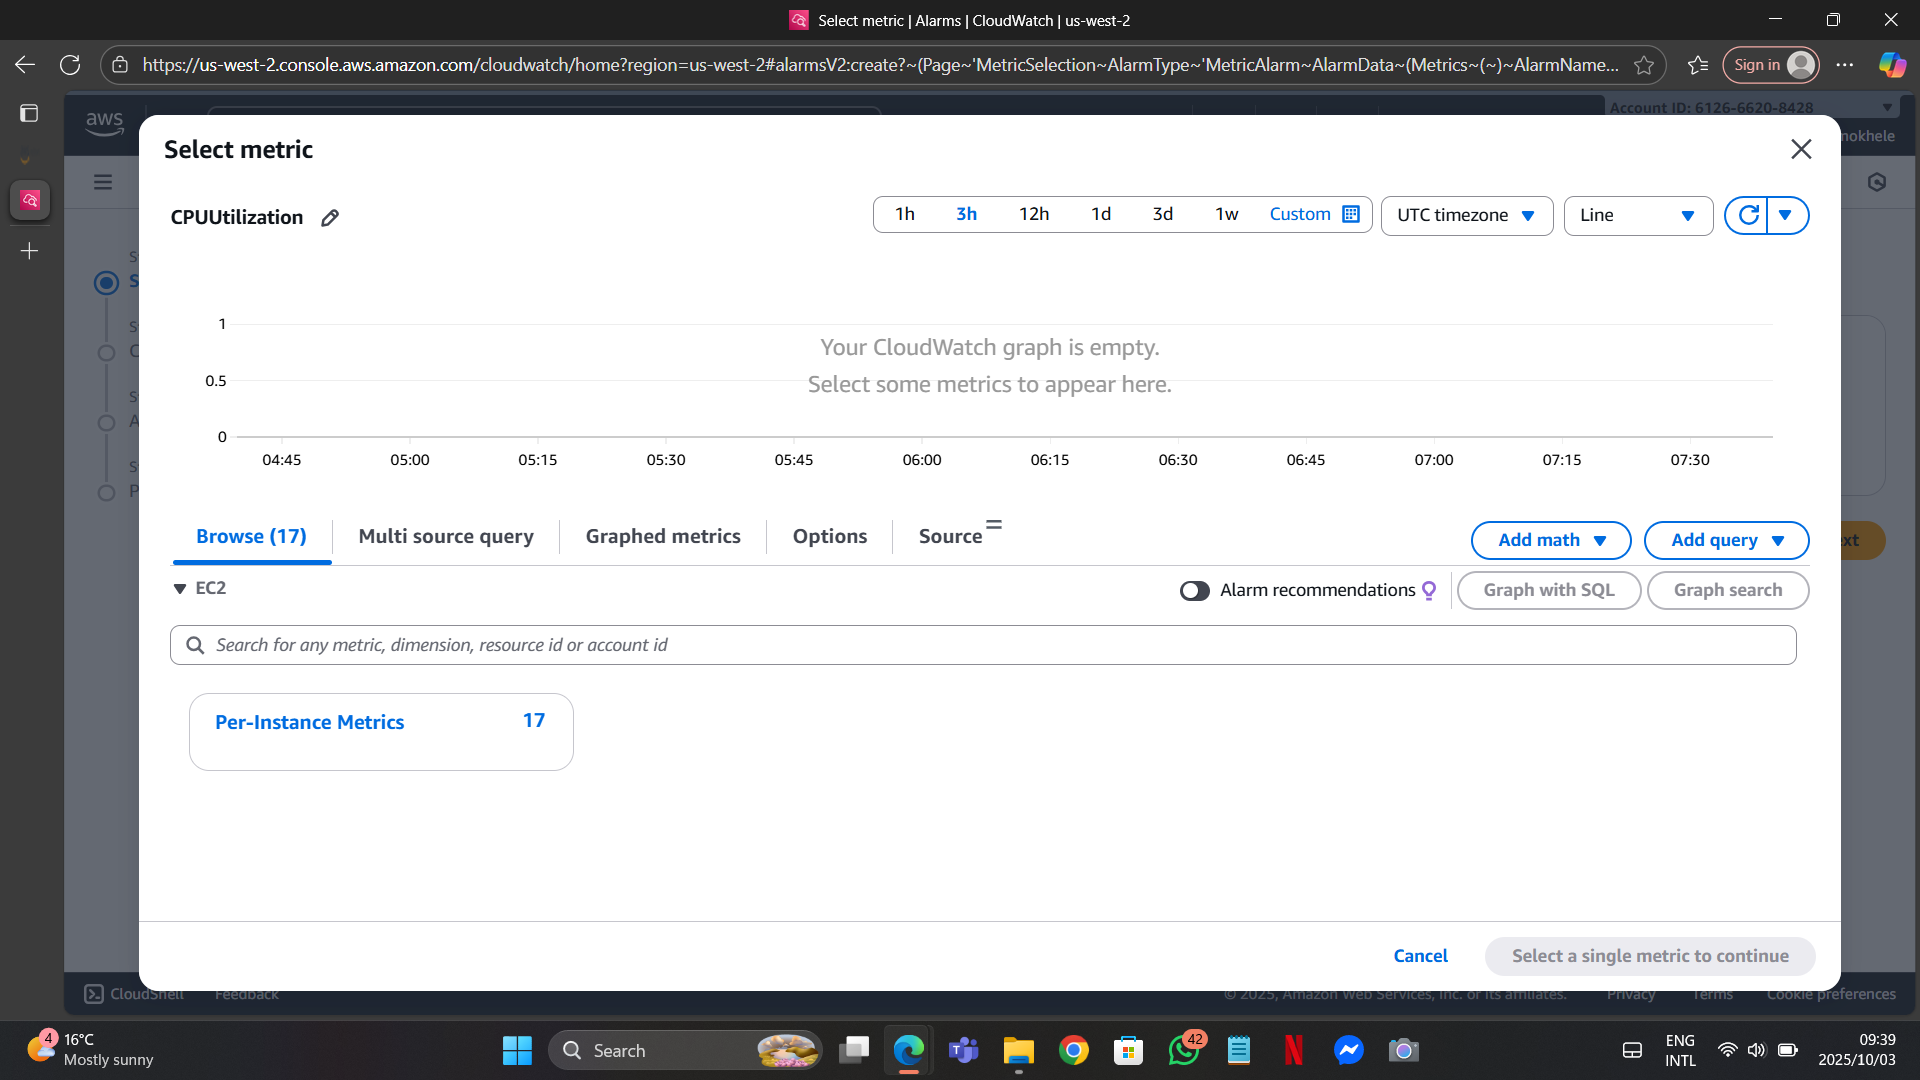 Select metric | Alarms | CloudWatch | us-west-2
https://us-west-2.console.aws.amazon.com/cloudwatch/home?region=us-west-2#alarmsV2:create?~(Page~'MetricSelection~AlarmType~'MetricAlarm~AlarmData~(Metrics~(~)~AlarmName...
Sign in
aws
Account ID: 6126-6620-8428
nokhele
Select metric
CPUUtilization
1h 3h 12h 1d 3d 1w Custom
UTC timezone
Line
1
0.5
0
Your CloudWatch graph is empty.
Select some metrics to appear here.
04:45 05:00 05:15 05:30 05:45 06:00 06:15 06:30 06:45 07:00 07:15 07:30
Browse (17)
Multi source query
Graphed metrics
Options
Source
Add math
Add query
EC2
Alarm recommendations
Graph with SQL
Graph search
Search for any metric, dimension, resource id or account id
Per-Instance Metrics 17
Cancel
Select a single metric to continue
CloudShell
Feedback
© 2025, Amazon Web Services, Inc. or its affiliates.
Privacy
Terms
Cookie preferences
4
16°C
Mostly sunny
Search
42
ENG
INTL
09:39
2025/10/03